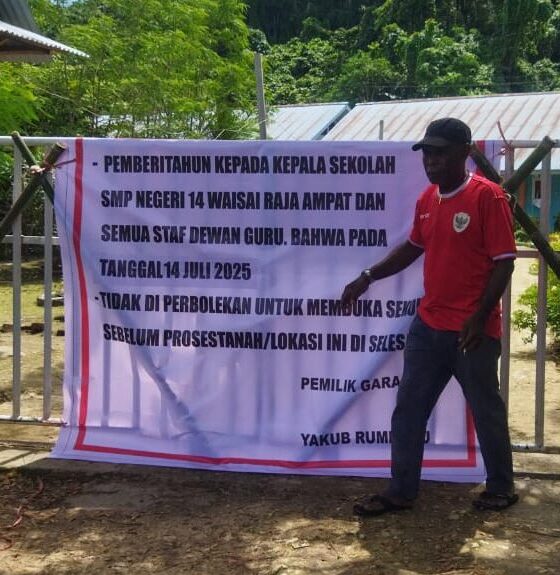 - PEMBERITAHUN KEPADA KEPALA SEKOLAH
SMP NEGERI 14 WAISAI RAJA AMPAT DAN
SEMUA STAF DEWAN GURU. BAHWA PADA
TANGGAL 14 JULI 2025
- TIDAK DI PERBOLEKAN UNTUK MEMBUKA
SEBELUM PROSESTANAH/LOKASI INI DI
PEMILIK
YAKUB